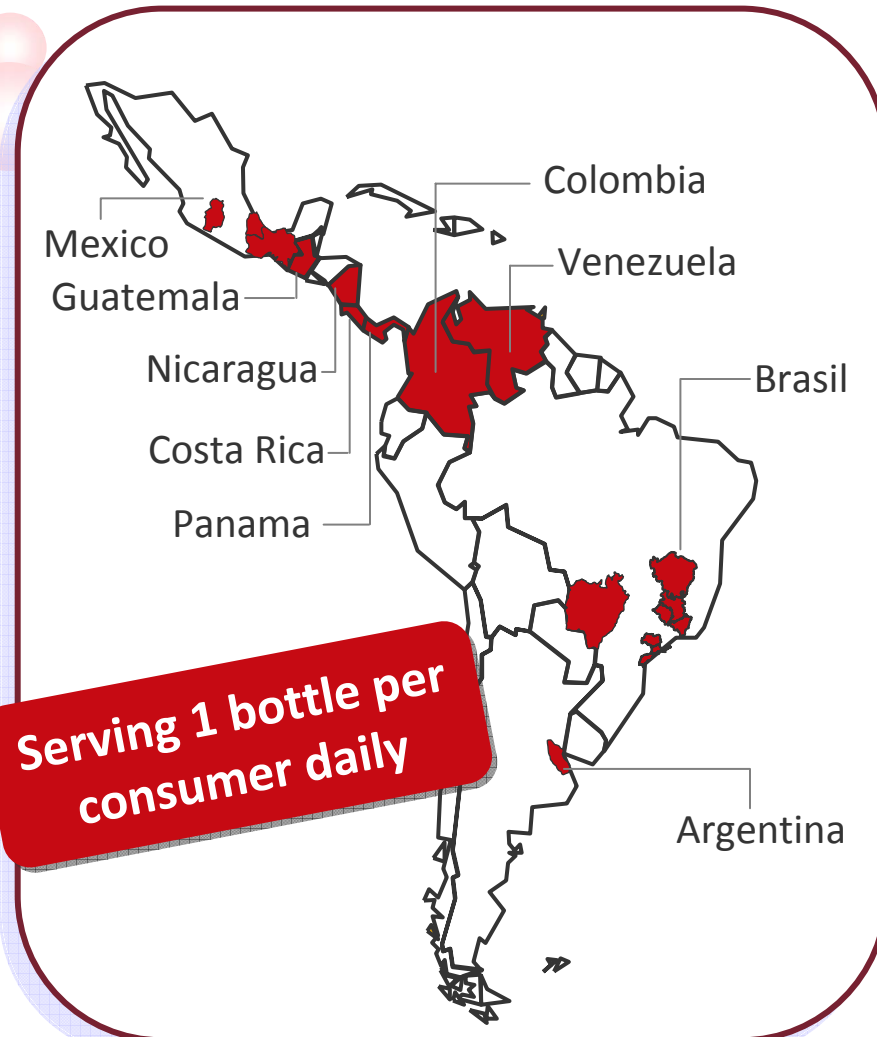 Colombia
Mexico
Venezuela
Guatemala
Nicaragua
Brasil
Costa Rica
Panama
Serving 1 bottle per
consumer daily
Argentina